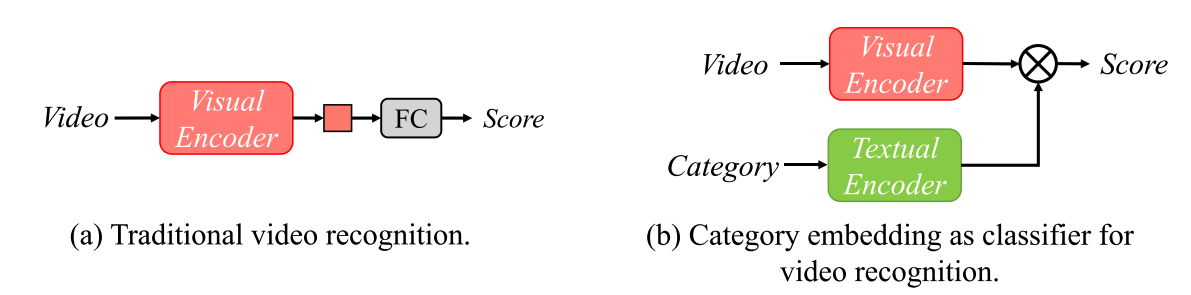 Video
Visual
Encoder
FC
Score
(a) Traditional video recognition.
Video
Visual
Encoder
Score
Category
Textual
Encoder
(b) Category embedding as classifier for
video recognition.